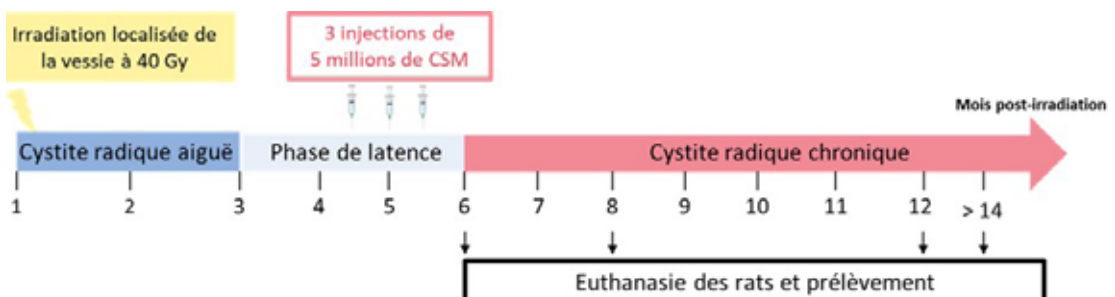 Irradiation localisée de
la vessie à 40 Gy
3 injections de
5 millions de CSM
Mois post-irradiation
Cystite radique aiguë
Phase de latence
Cystite radique chronique
1 2 3 4 5 6 7 8 9 10 11 12 > 14
Euthanasie des rats et prélèvement